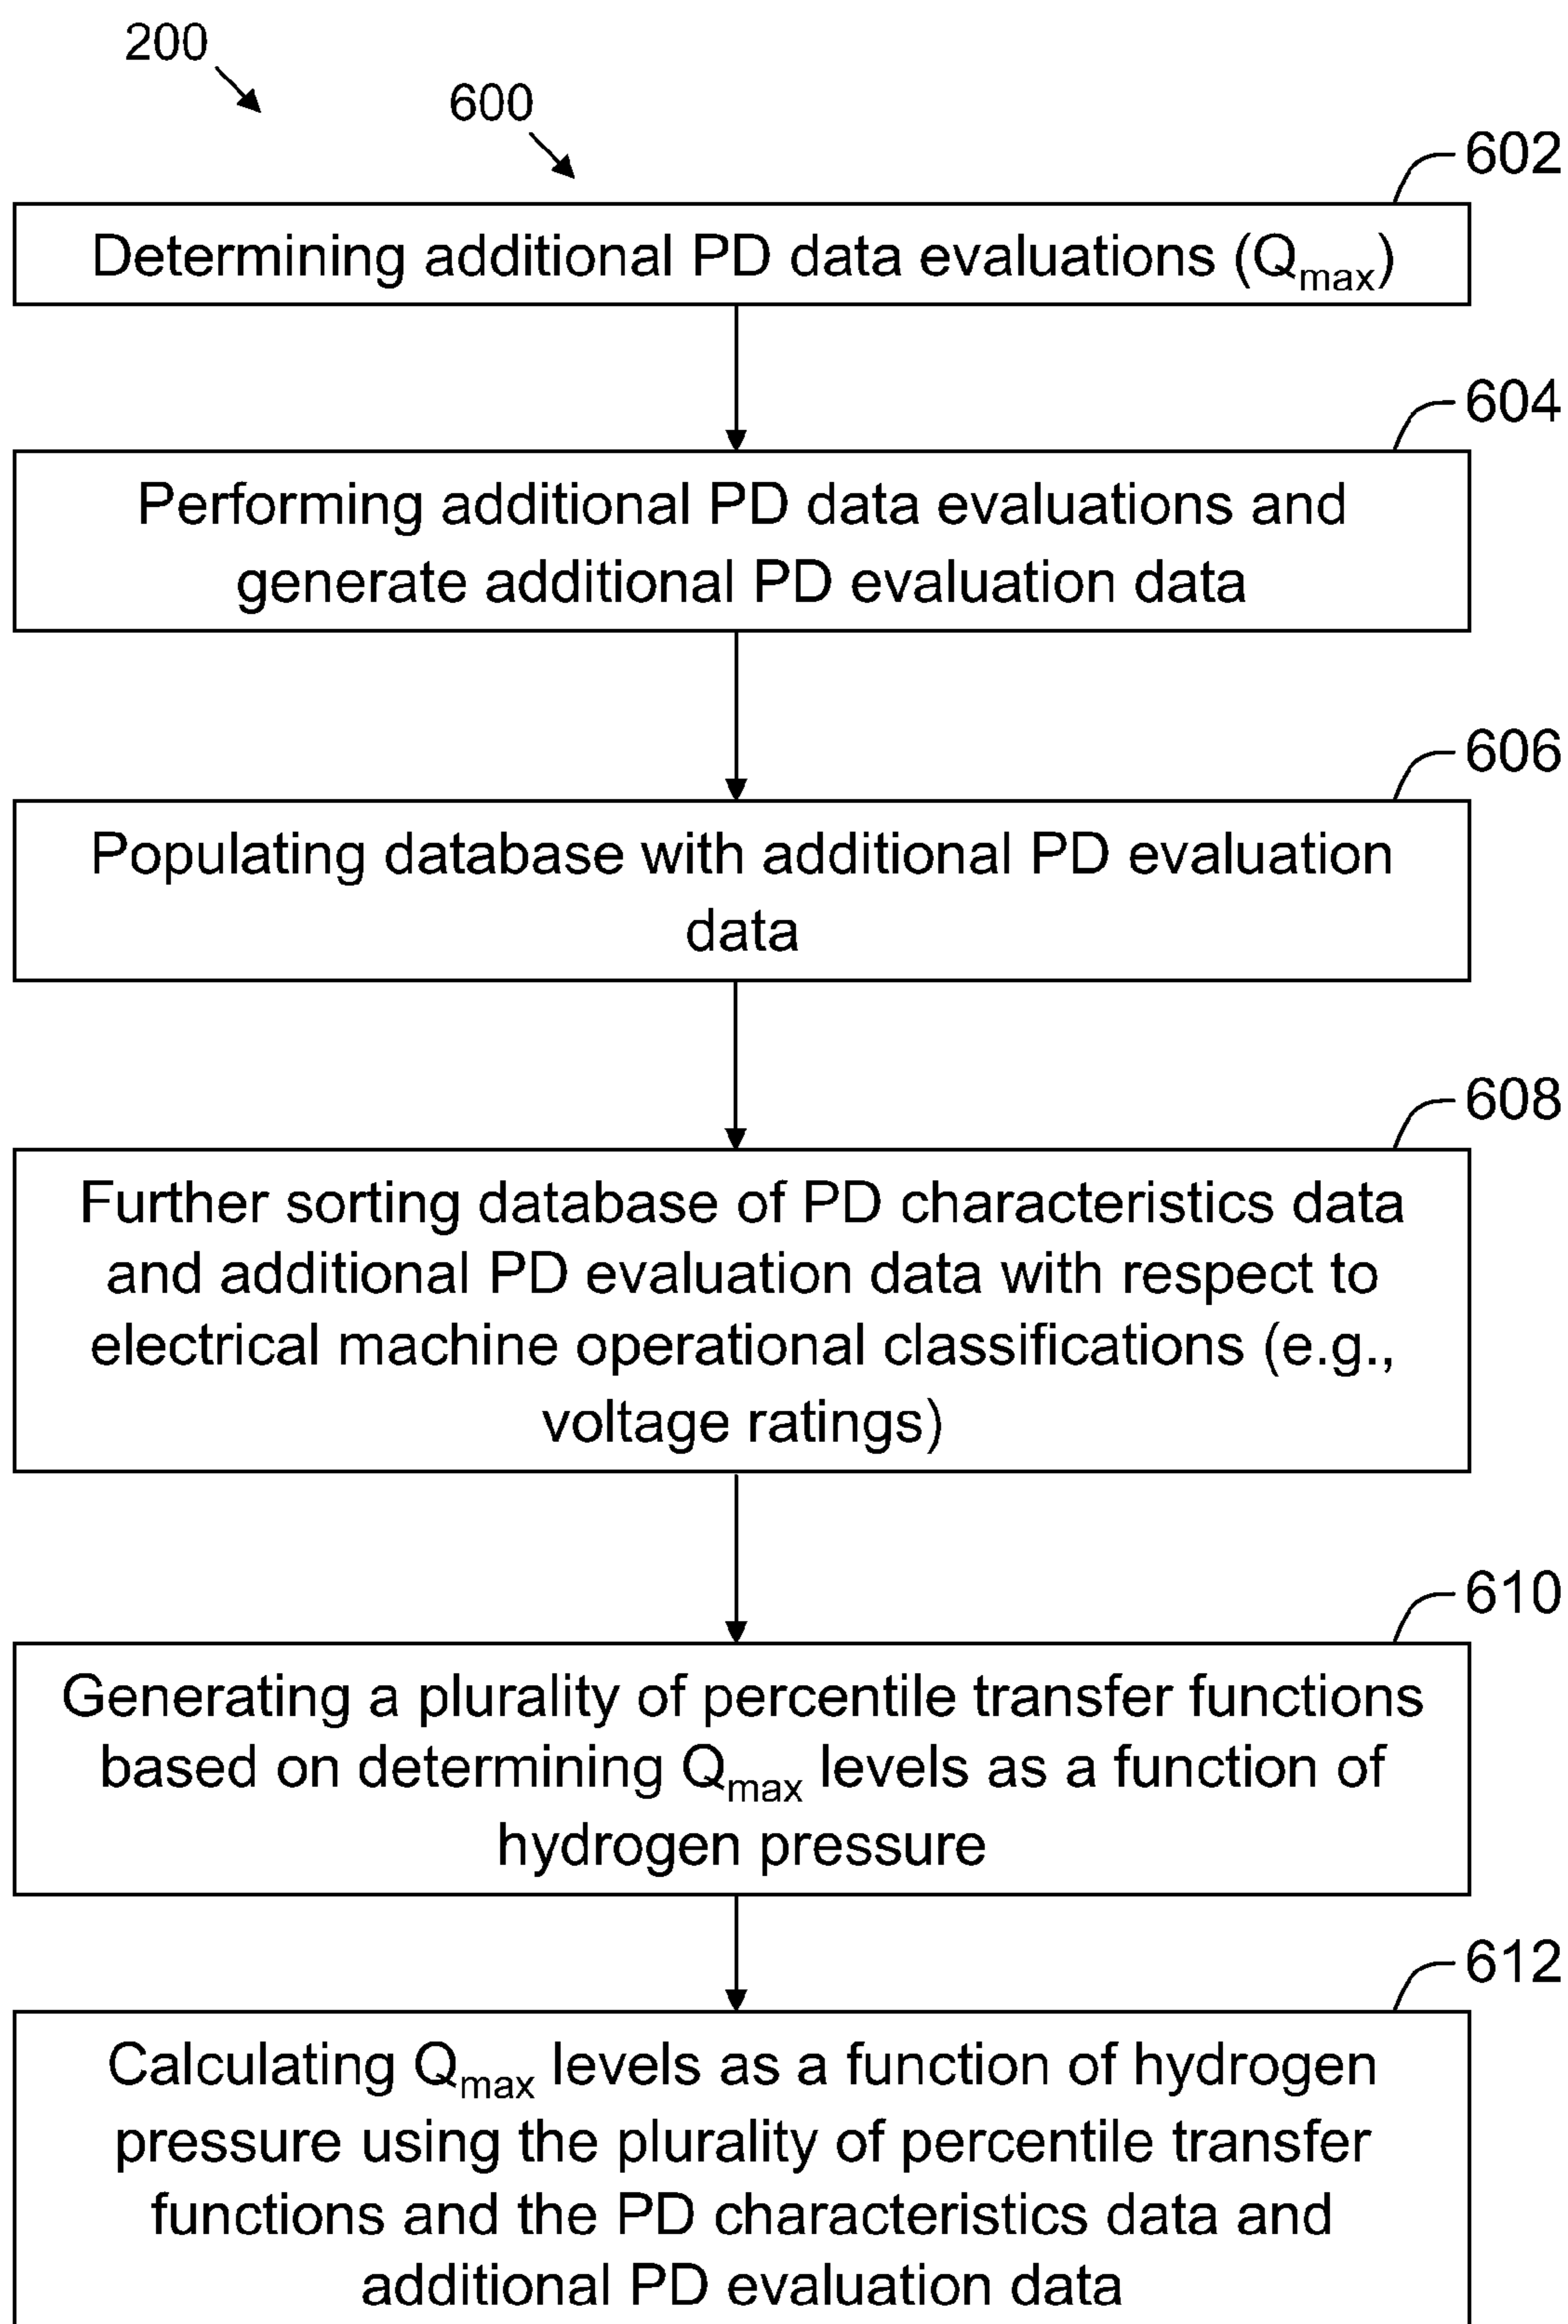 200
600
602
Determining additional PD data evaluations (Qmax)
604
Performing additional PD data evaluations and
generate additional PD evaluation data
606
Populating database with additional PD evaluation
data
608
Further sorting database of PD characteristics data
and additional PD evaluation data with respect to
electrical machine operational classifications (e.g.,
voltage ratings)
610
Generating a plurality of percentile transfer functions
based on determining Qmax levels as a function of
hydrogen pressure
612
Calculating Qmax levels as a function of hydrogen
pressure using the plurality of percentile transfer
functions and the PD characteristics data and
additional PD evaluation data